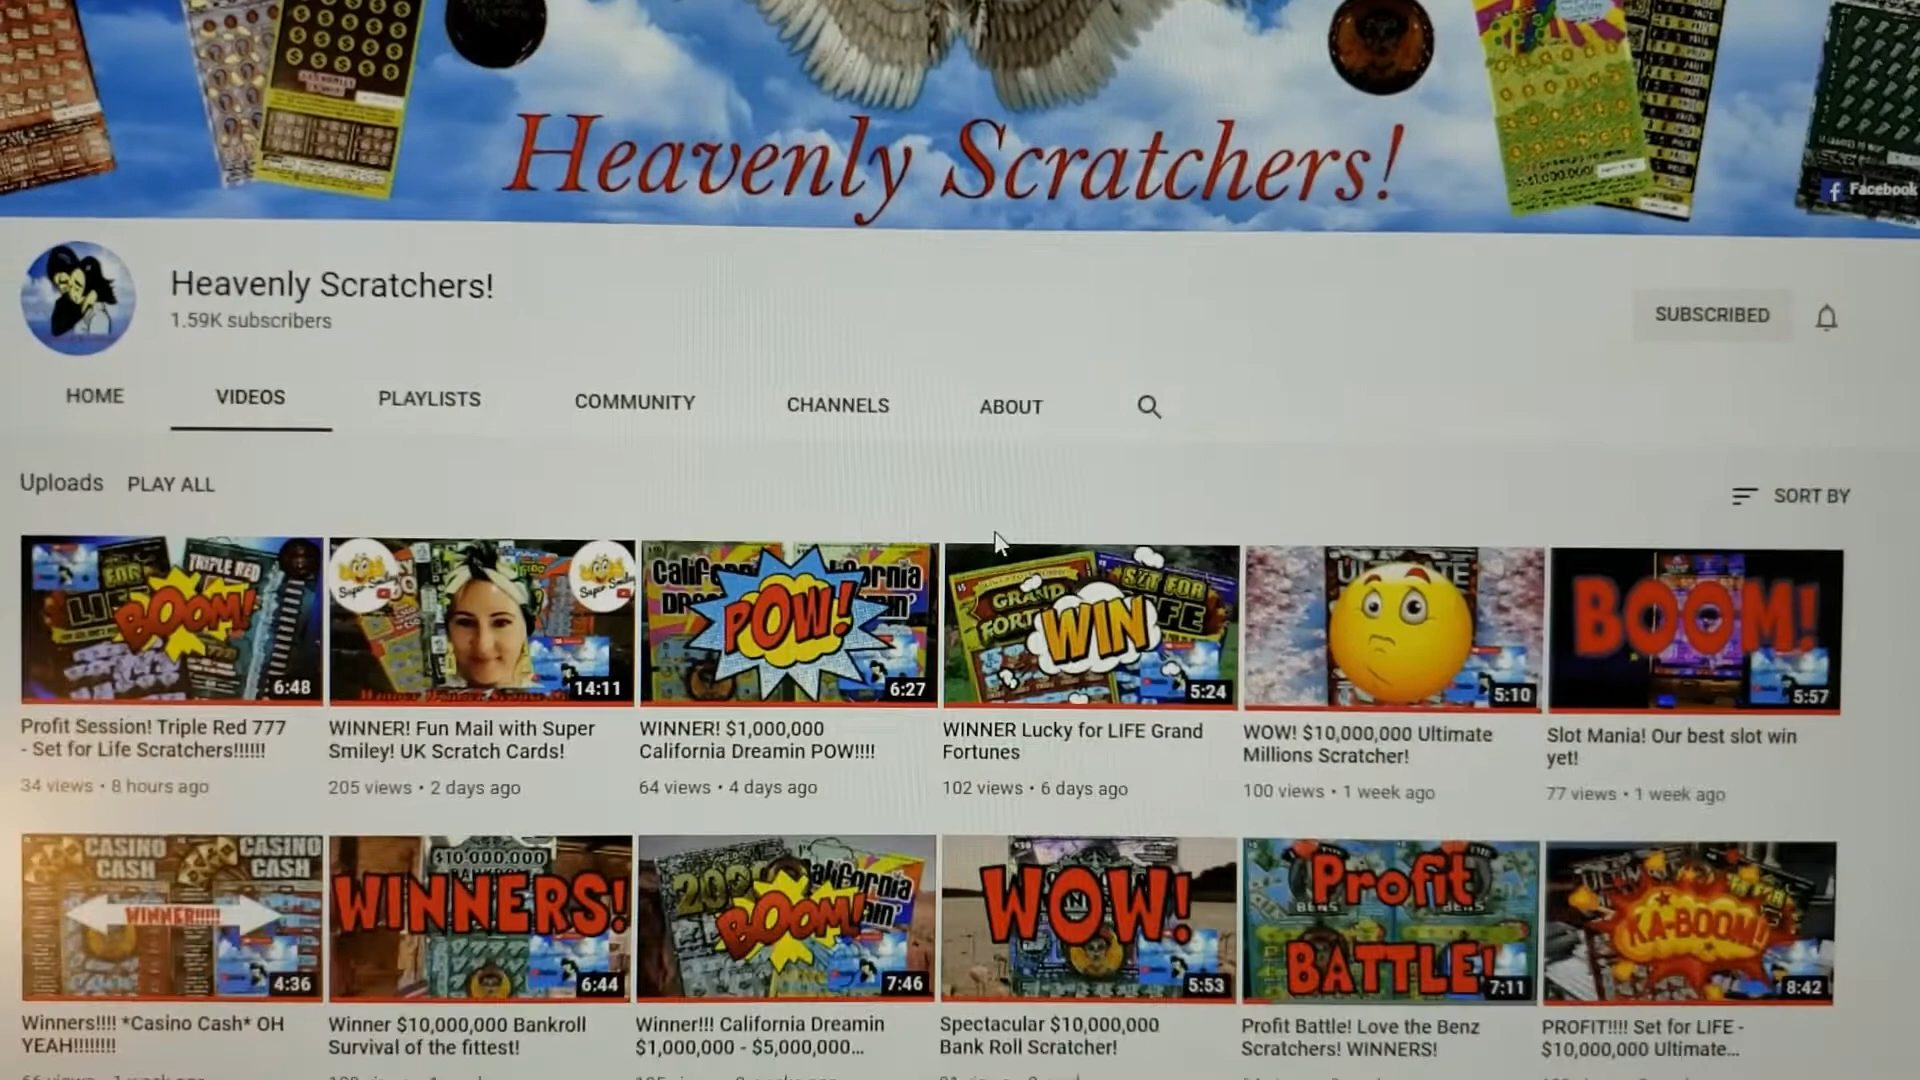 Heavenly Scratchers!
Facebook
Heavenly Scratchers!
1.59K subscribers
SUBSCRIBED
HOME
VIDEOS
PLAYLISTS
COMMUNITY
CHANNELS
ABOUT
Uploads
PLAY ALL
SORT BY
FOR
TRIPLE RED
BOOM!
6:48
Super Smiley
Super Smiley
14:11
POW!
6:27
GRAND
SET FOR
WIN
5:24
5:10
BOOM!
5:57
Profit Session! Triple Red 777
- Set for Life Scratchers!!!!!!
34 views • 8 hours ago
WINNER! Fun Mail with Super
Smiley! UK Scratch Cards!
205 views • 2 days ago
WINNER! $1,000,000
California Dreamin POW!!!!
64 views • 4 days ago
WINNER Lucky for LIFE Grand
Fortunes
102 views • 6 days ago
WOW! $10,000,000 Ultimate
Millions Scratcher!
100 views • 1 week ago
Slot Mania! Our best slot win
yet!
77 views • 1 week ago
CASINO
CASH
CASINO
CASH
WINNER!!!!!
4:36
$10,000,000
WINNERS!
6:44
BOOM!
7:46
WOW!
5:53
Profit
BATTLE!
7:11
KA-BOOM!
8:42
Winners!!!! *Casino Cash* OH
YEAH!!!!!!!!
Winner $10,000,000 Bankroll
Survival of the fittest!
Winner!!! California Dreamin
$1,000,000 - $5,000,000...
Spectacular $10,000,000
Bank Roll Scratcher!
Profit Battle! Love the Benz
Scratchers! WINNERS!
PROFIT!!!! Set for LIFE -
$10,000,000 Ultimate...